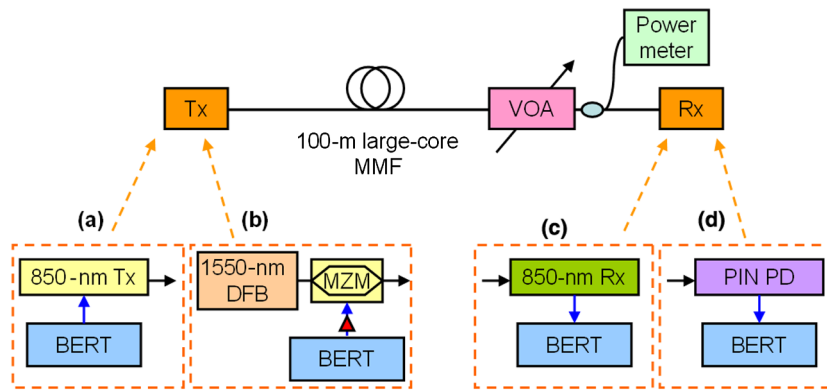 Power
meter
Tx
VOA
Rx
100-m large-core
MMF
(a)
(b)
(c)
(d)
850-nm Tx
1550-nm
DFB
MZM
850-nm Rx
PIN PD
BERT
BERT
BERT
BERT